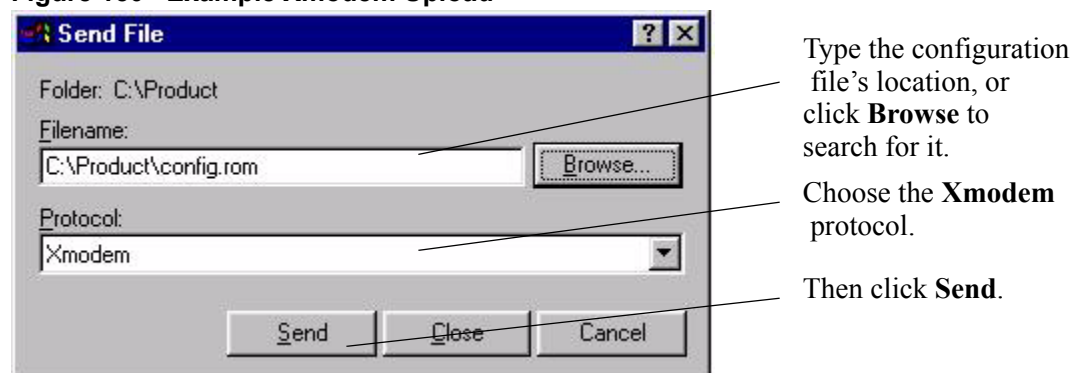 Send File
Folder: C:\Product
Filename:
C:\Product\config.rom
Browse...
Protocol:
Xmodem
Send
Close
Cancel
Type the configuration
file's location, or
click Browse to
search for it.
Choose the Xmodem
protocol.
Then click Send.